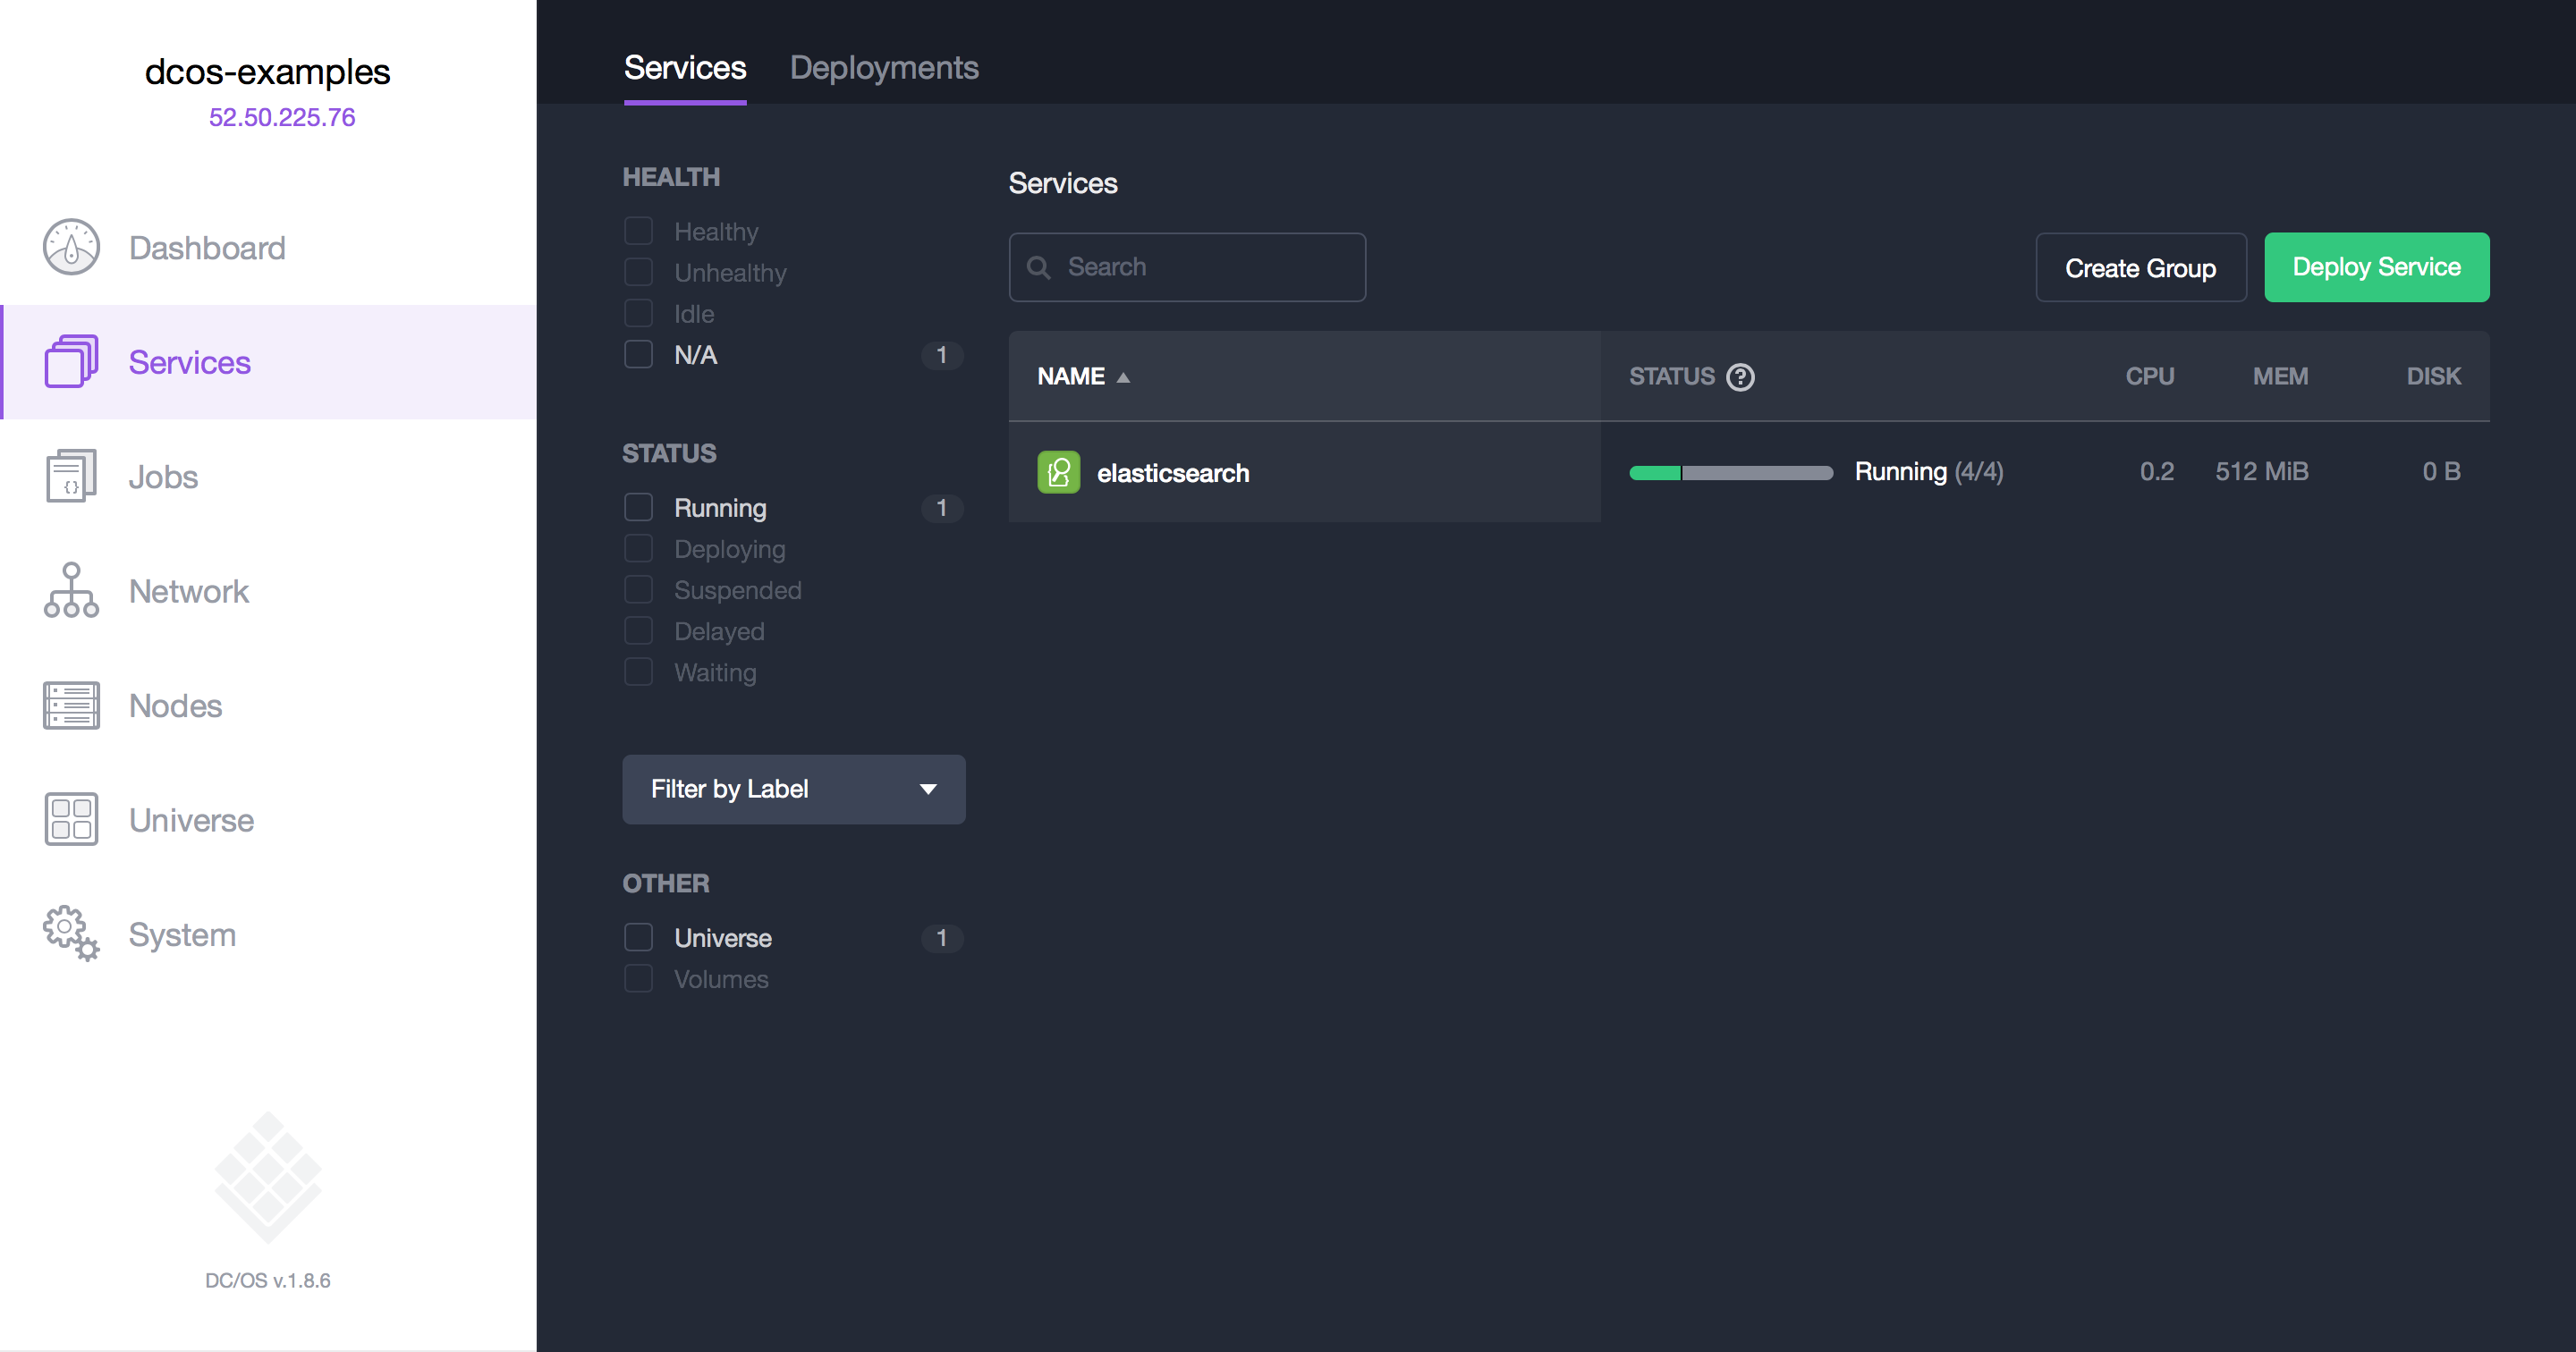 dcos-examples
52.50.225.76
Dashboard
Services
Jobs
{}
Network
Nodes
Universe
System
DC/OS v.1.8.6
Services Deployments
HEALTH
Healthy
Unhealthy
Idle
N/A 1
STATUS
Running 1
Deploying
Suspended
Delayed
Waiting
Filter by Label
OTHER
Universe 1
Volumes
Services
Search
Create Group Deploy Service
NAME STATUS ? CPU MEM DISK
elasticsearch Running (4/4) 0.2 512 MiB 0 B